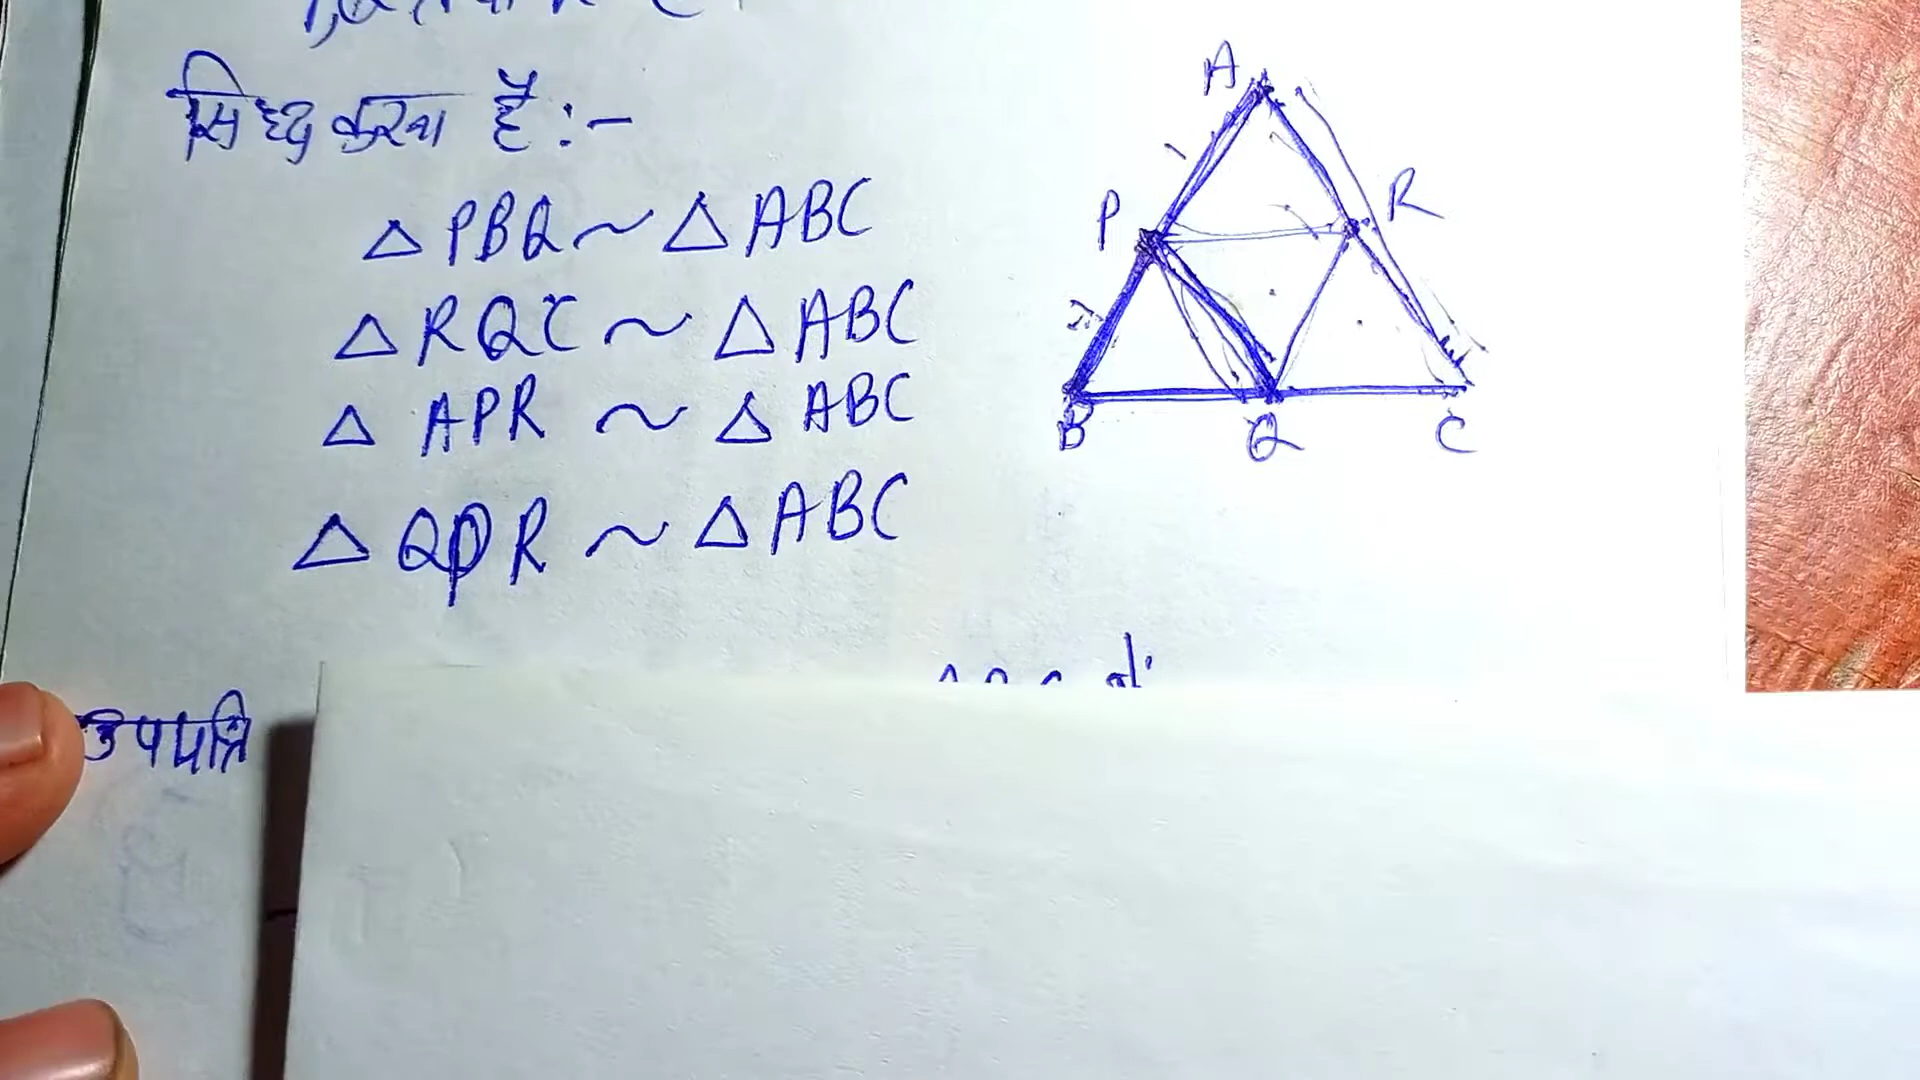 सिध्द करना है :-
△ PBQ ~ △ ABC
△ RQC ~ △ ABC
△ APR ~ △ ABC
△ QPR ~ △ ABC
A
P
R
B
Q
C
उपपत्ति